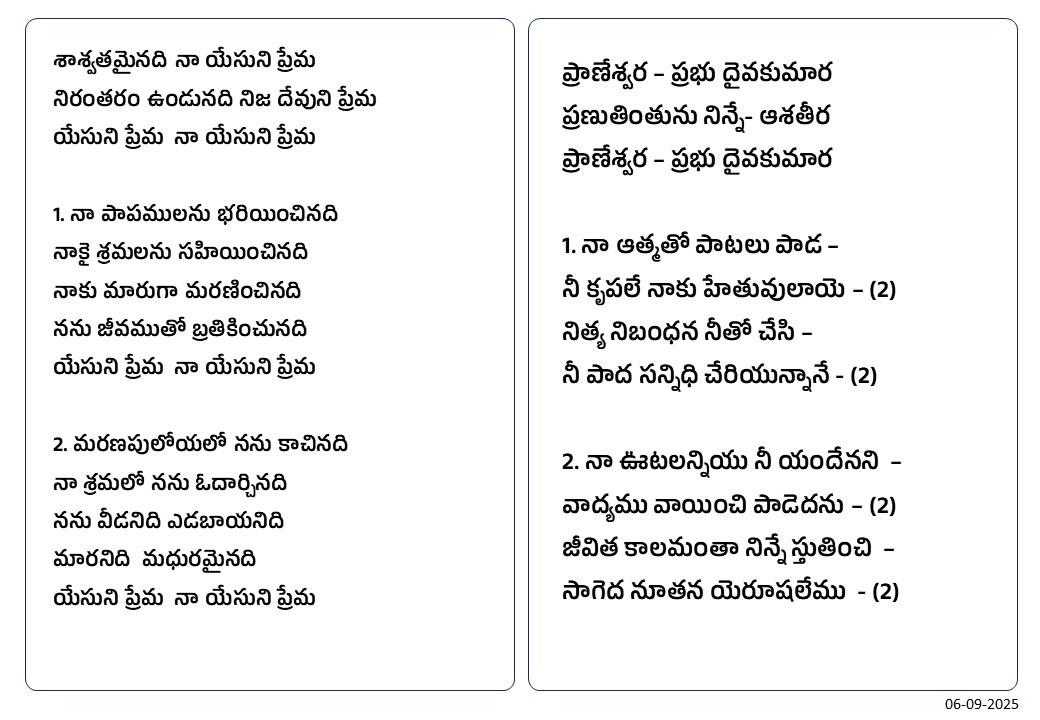 శాశ్వతమైనది నా యేసుని ప్రేమ
నిరంతరం ఉండునది నిజ దేవుని ప్రేమ
యేసుని ప్రేమ నా యేసుని ప్రేమ
1. నా పాపములను భరియించినది
నాకై శ్రమలను సహియించినది
నాకు మారుగా మరణించినది
నను జీవముతో బ్రతికించునది
యేసుని ప్రేమ నా యేసుని ప్రేమ
2. మరణపులోయలో నను కాచినది
నా శ్రమలో నను ఓదార్చినది
నను వీడనిది ఎడబాయనిది
మారనిది మధురమైనది
యేసుని ప్రేమ నా యేసుని ప్రేమ
ప్రాణేశ్వర – ప్రభు దైవకుమార
ప్రణుతింతును నిన్నే- ఆశతీర
ప్రాణేశ్వర – ప్రభు దైవకుమార
1. నా ఆత్మతో పాటలు పాడ –
నీ కృపలే నాకు హేతువులాయె – (2)
నిత్య నిబంధన నీతో చేసి –
నీ పాద సన్నిధి చేరియున్నానే - (2)
2. నా ఊటలన్నియు నీ యందేనని –
వాద్యము వాయించి పాడెదను – (2)
జీవిత కాలమంతా నిన్నే స్తుతించి –
సాగెద నూతన యెరూషలేము - (2)
06-09-2025